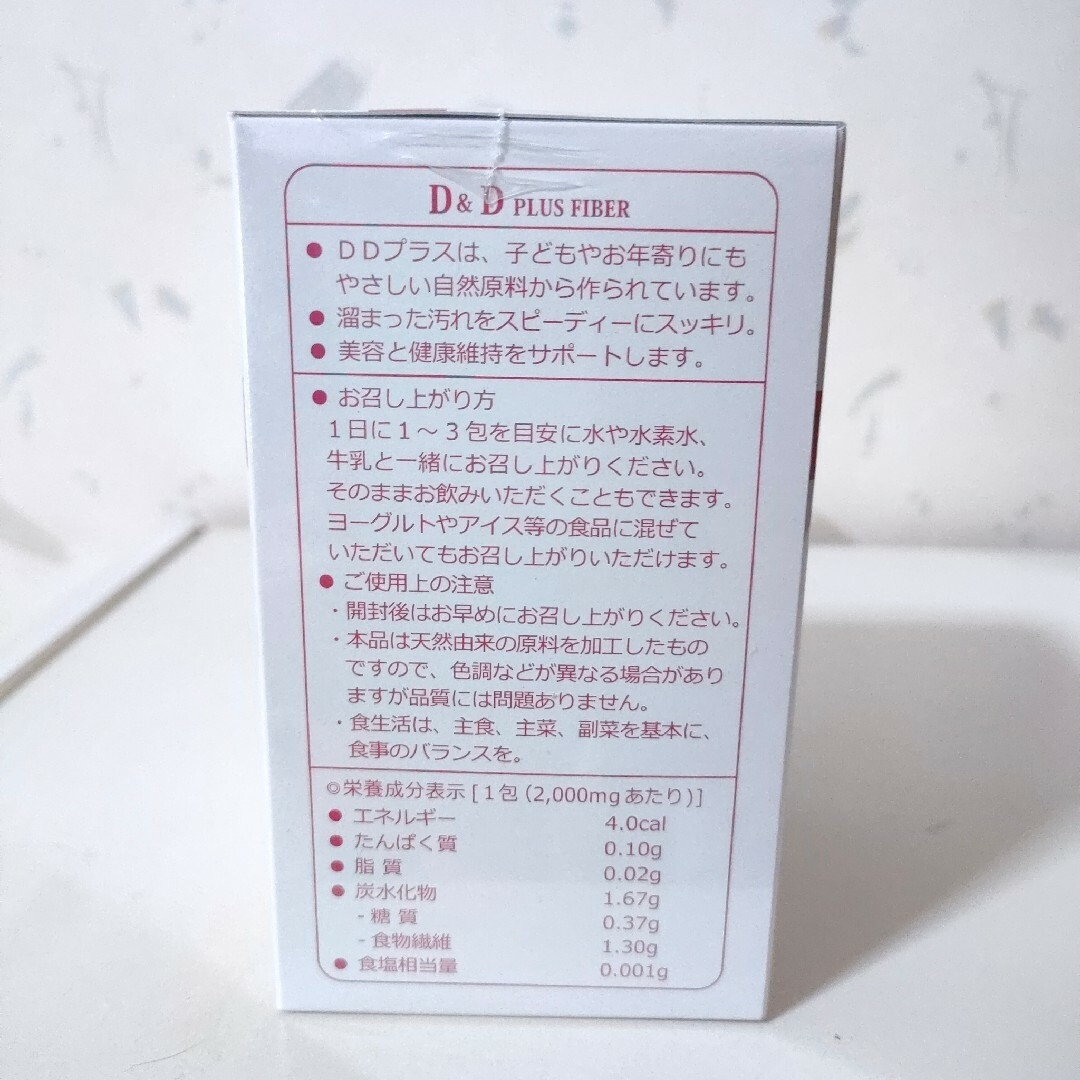 D & D PLUS FIBER
● DDプラスは、子どもやお年寄りにも
やさしい自然原料から作られています。
● 溜まった汚れをスピーディーにスッキリ。
● 美容と健康維持をサポートします。
● お召し上がり方
1日に1～3包を目安に水や水素水、
牛乳と一緒にお召し上がりください。
そのままお飲みいただくこともできます。
ヨーグルトやアイス等の食品に混ぜて
いただいてもお召し上がりいただけます。
● ご使用上の注意
・開封後はお早めにお召し上がりください。
・本品は天然由来の原料を加工したもの
ですので、色調などが異なる場合があり
ますが品質には問題ありません。
・食生活は、主食、主菜、副菜を基本に、
食事のバランスを。
◎栄養成分表示 [1包(2,000mgあたり)]
● エネルギー 4.0cal
● たんぱく質 0.10g
● 脂質 0.02g
● 炭水化物 1.67g
- 糖質 0.37g
- 食物繊維 1.30g
● 食塩相当量 0.001g